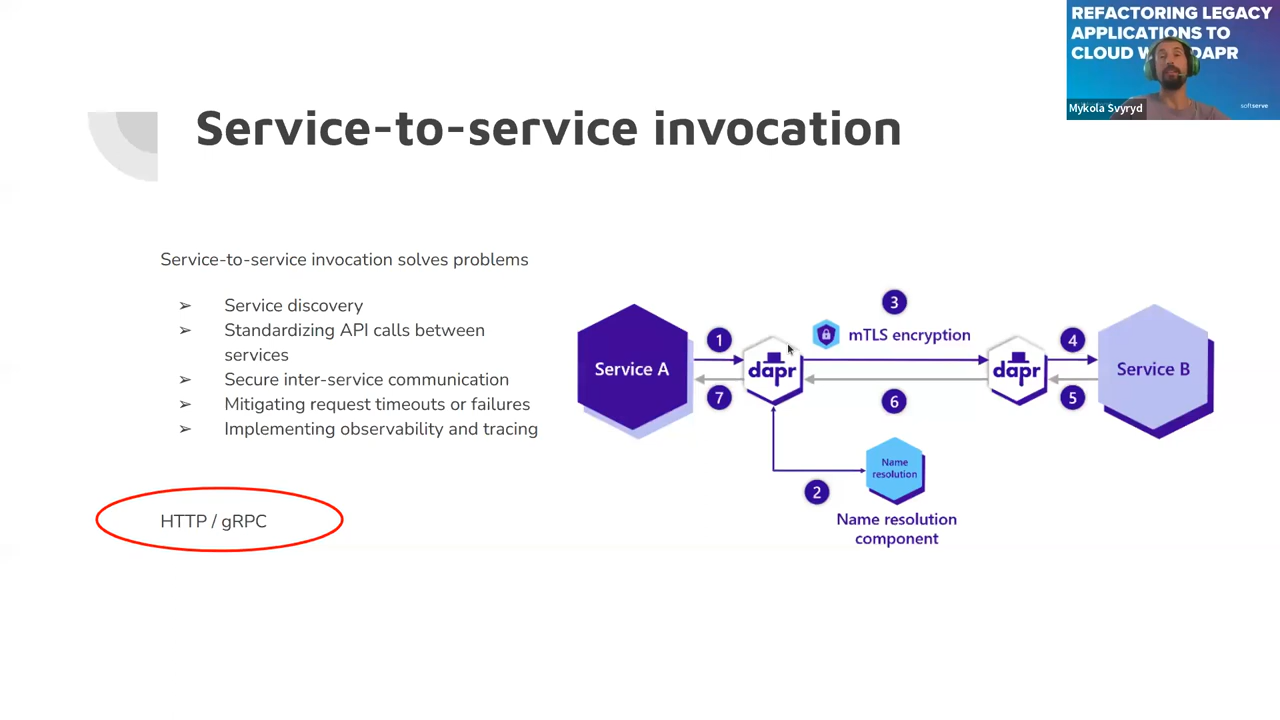 REFACTORING LEGACY
APPLICATIONS TO
CLOUD W DAPR
Mykola Svyryd
softserve
Service-to-service invocation
Service-to-service invocation solves problems
➢ Service discovery
➢ Standardizing API calls between
services
➢ Secure inter-service communication
➢ Mitigating request timeouts or failures
➢ Implementing observability and tracing
HTTP / gRPC
3
mTLS encryption
1
4
Service A
dapr
dapr
Service B
7
6
5
Name
resolution
2
Name resolution
component